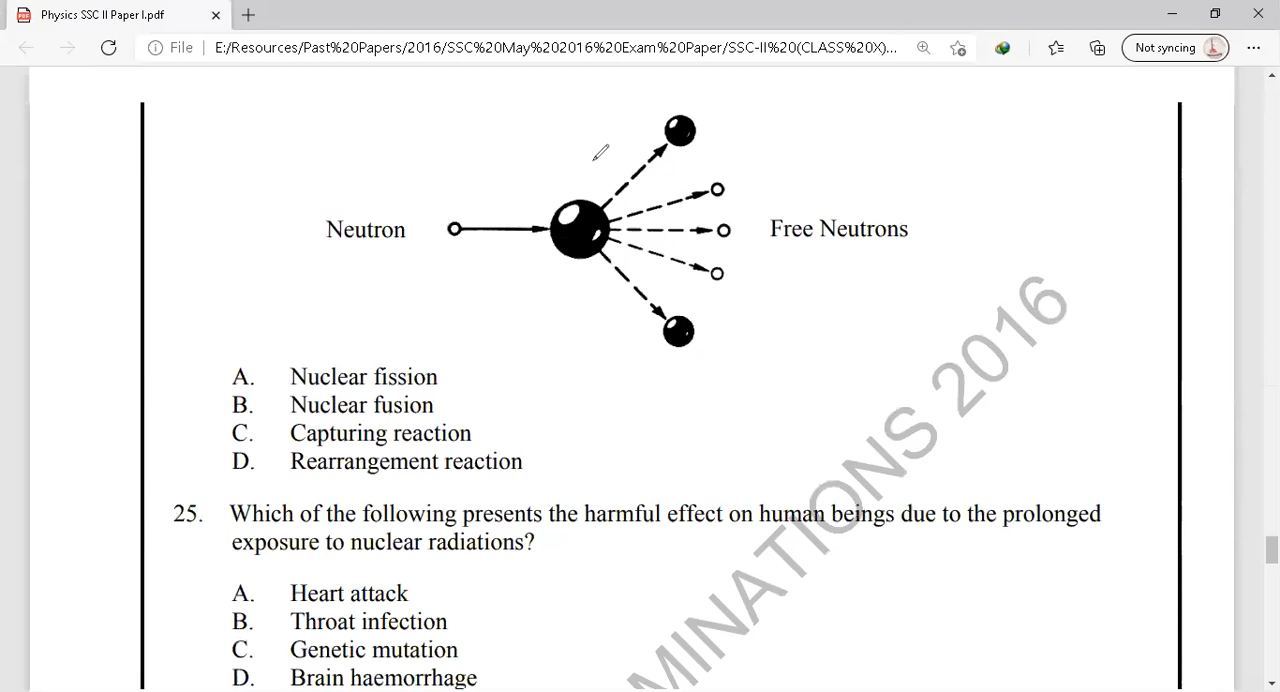 Physics SSC II Paper I.pdf
File
E:/Resources/Past%20Papers/2016/SSC%20May%202016%20Exam%20Paper/SSC-II%20(CLASS%20X)...
Not syncing
Neutron
Free Neutrons
A. Nuclear fission
B. Nuclear fusion
C. Capturing reaction
D. Rearrangement reaction
25. Which of the following presents the harmful effect on human beings due to the prolonged
exposure to nuclear radiations?
A. Heart attack
B. Throat infection
C. Genetic mutation
D. Brain haemorrhage
MINATIONS 2016